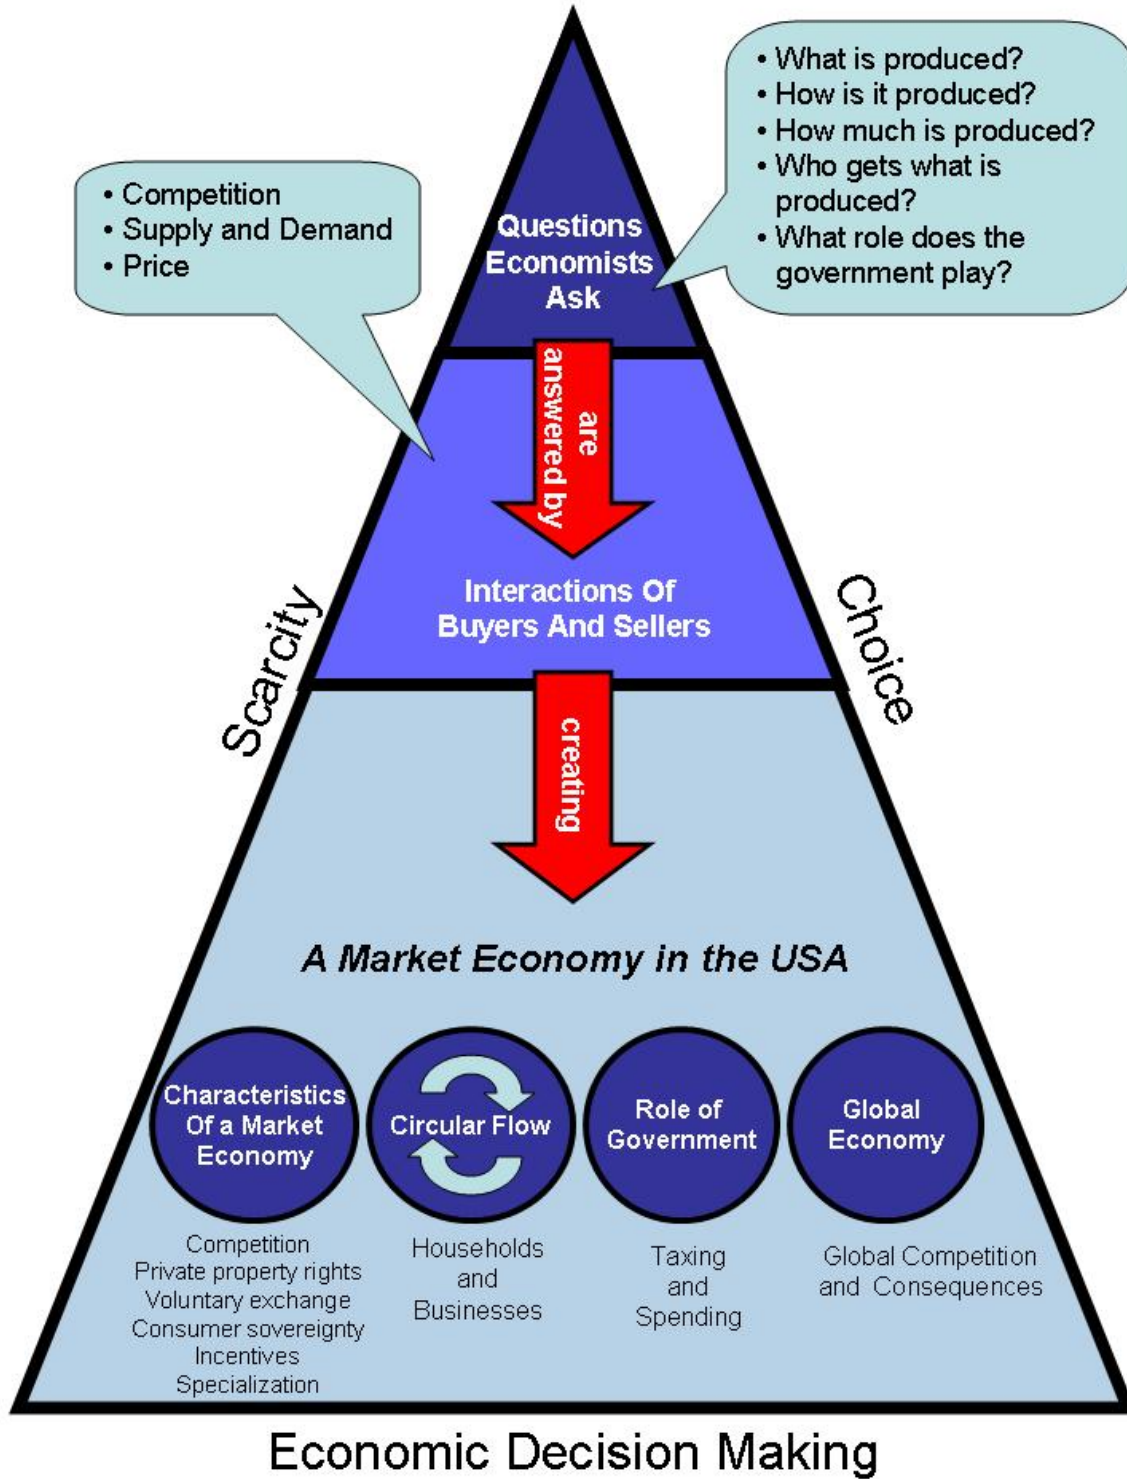 • What is produced?
• How is it produced?
• How much is produced?
• Who gets what is
produced?
• What role does the
government play?
• Competition
• Supply and Demand
• Price
Questions
Economists
Ask
are
answered by
Interactions Of
Buyers And Sellers
Scarcity
Choice
creating
A Market Economy in the USA
Characteristics
Of a Market
Economy
Competition
Private property rights
Voluntary exchange
Consumer sovereignty
Incentives
Specialization
Circular Flow
Households
and
Businesses
Role of
Government
Taxing
and
Spending
Global
Economy
Global Competition
and Consequences
Economic Decision Making